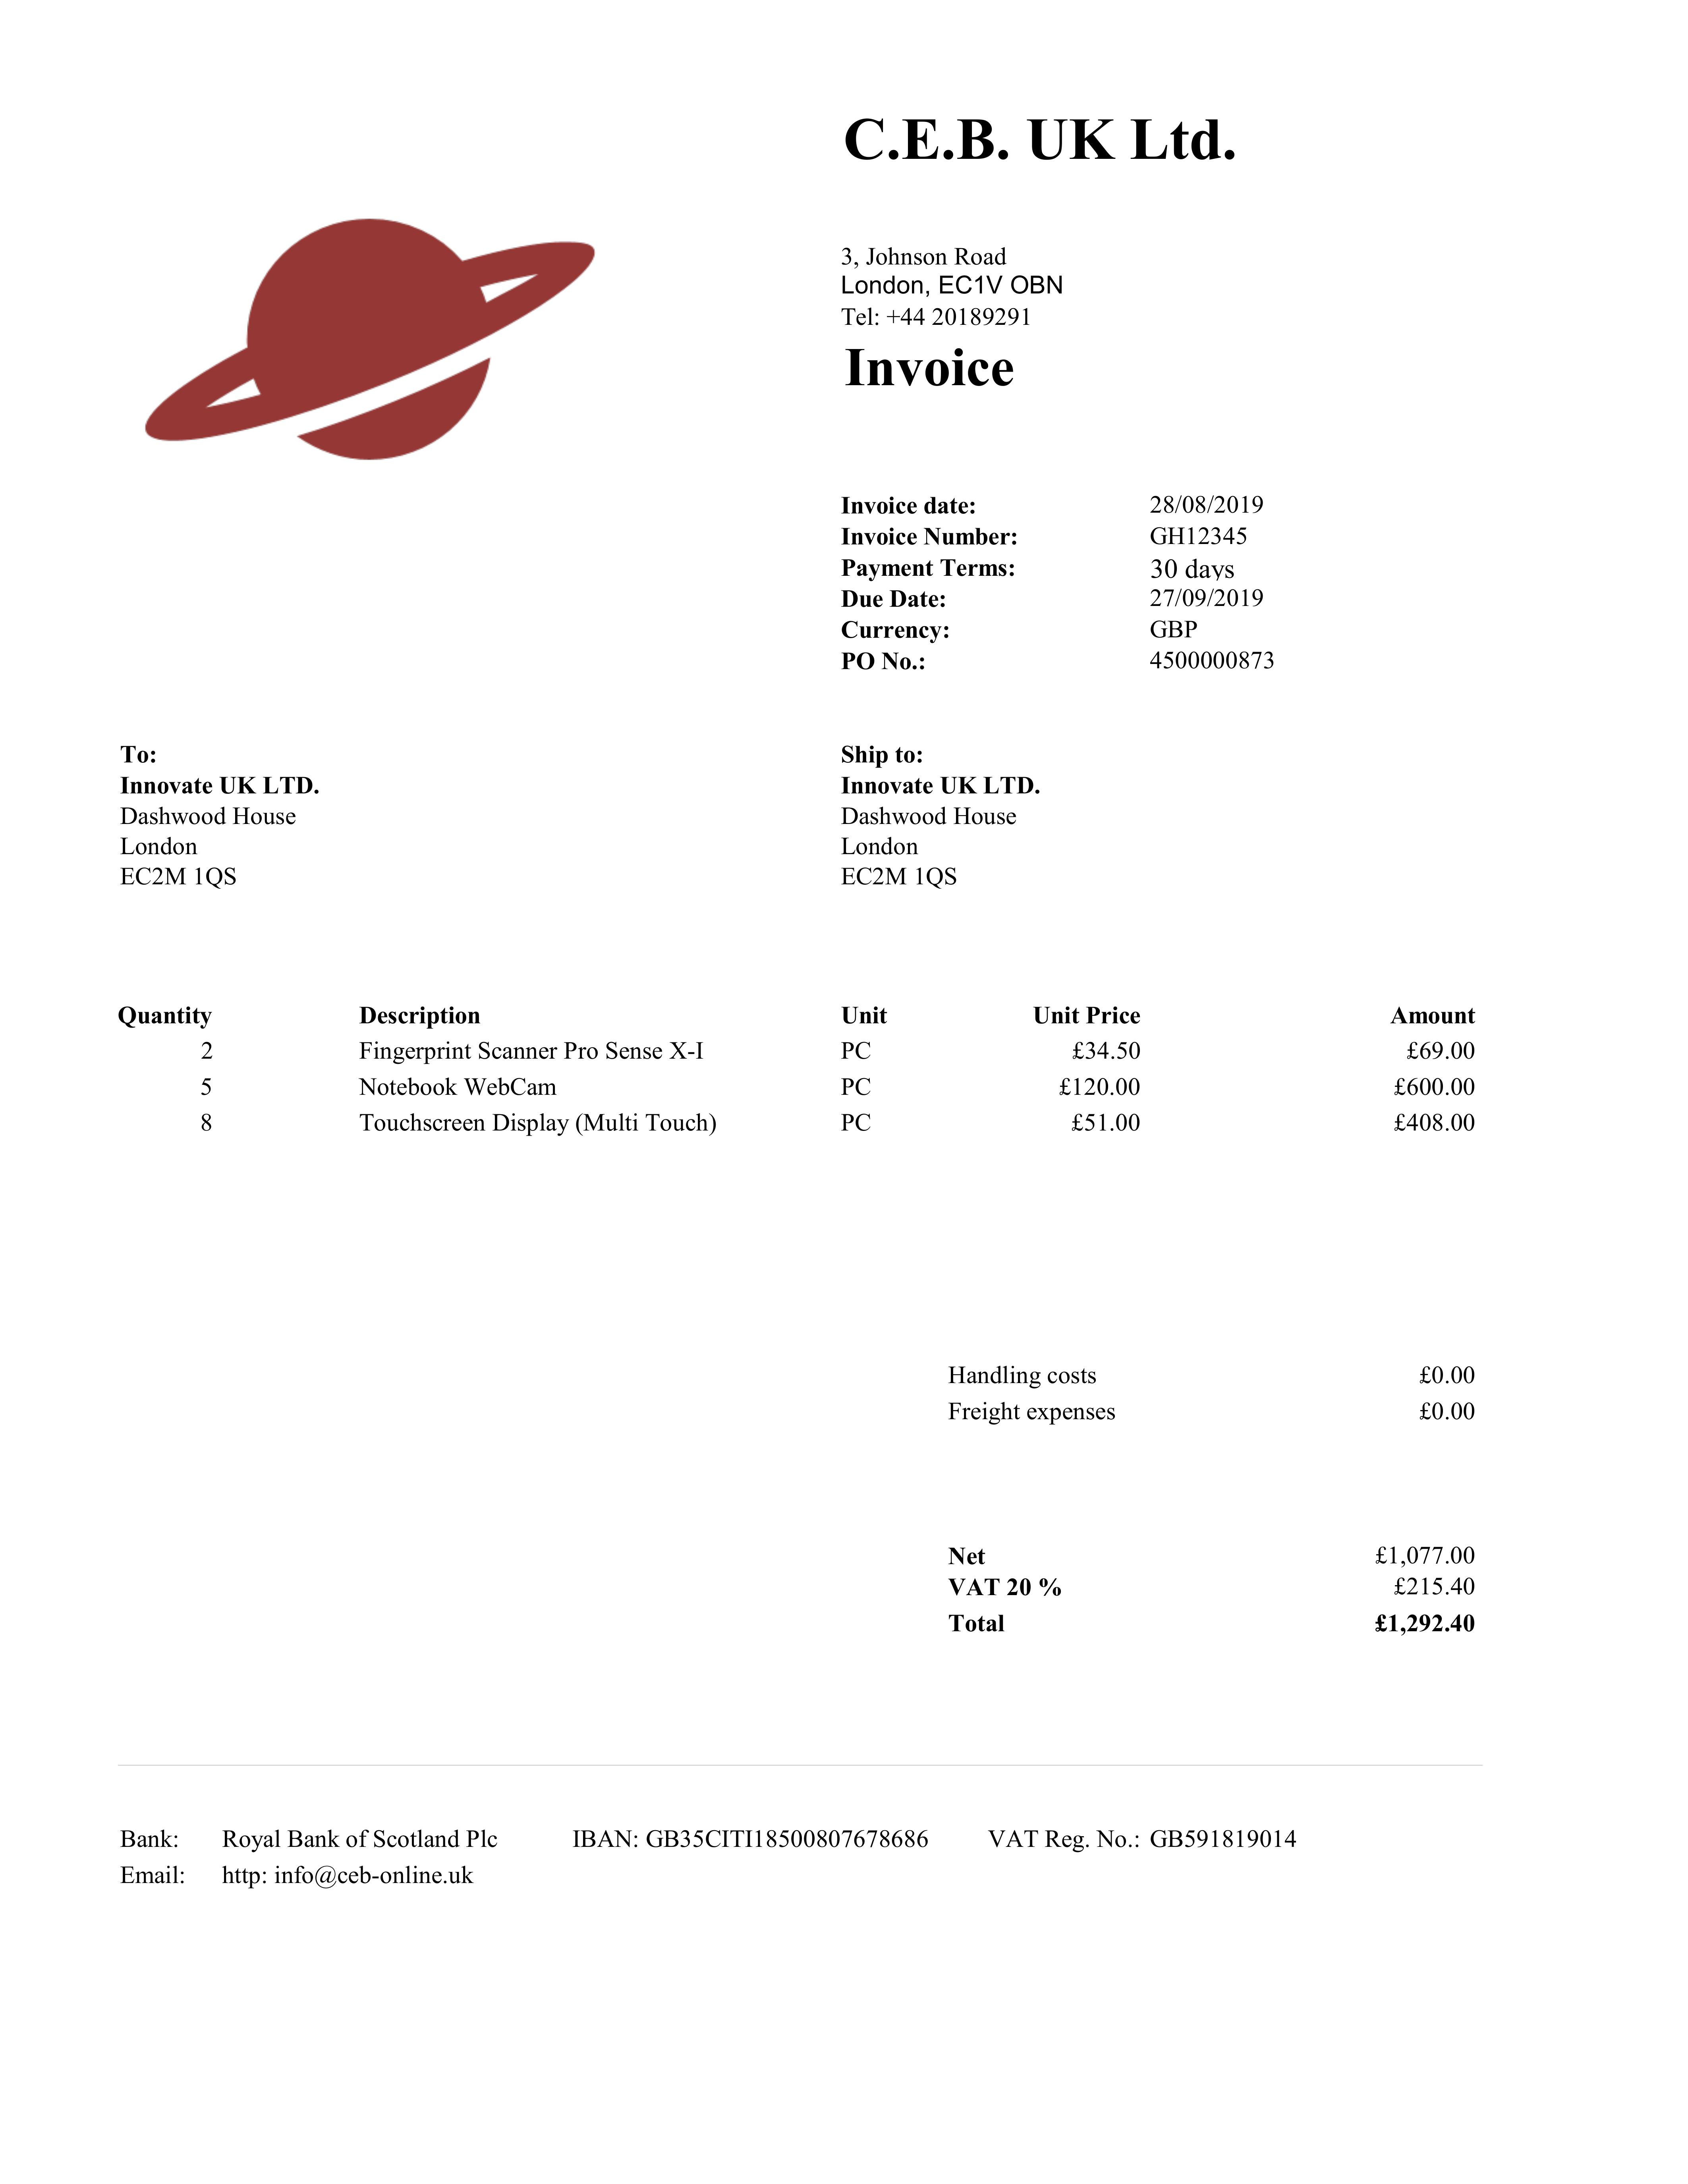 C.E.B. UK Ltd.
3, Johnson Road
London, EC1V OBN
Tel: +44 20189291
Invoice
Invoice date: 28/08/2019
Invoice Number: GH12345
Payment Terms: 30 days
Due Date: 27/09/2019
Currency: GBP
PO No.: 4500000873
To: Ship to:
Innovate UK LTD. Innovate UK LTD.
Dashwood House Dashwood House
London London
EC2M 1QS EC2M 1QS
Quantity Description Unit Unit Price Amount
2 Fingerprint Scanner Pro Sense X-I PC £34.50 £69.00
5 Notebook WebCam PC £120.00 £600.00
8 Touchscreen Display (Multi Touch) PC £51.00 £408.00
Handling costs £0.00
Freight expenses £0.00
Net £1,077.00
VAT 20 % £215.40
Total £1,292.40
Bank: Royal Bank of Scotland Plc IBAN: GB35CITI18500807678686 VAT Reg. No.: GB591819014
Email: http: info@ceb-online.uk